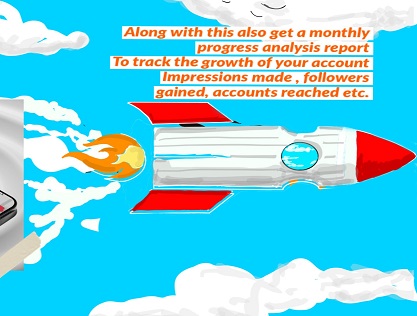 Along with this also get a monthly
progress analysis report
To track the growth of your account
Impressions made , followers
gained, accounts reached etc.